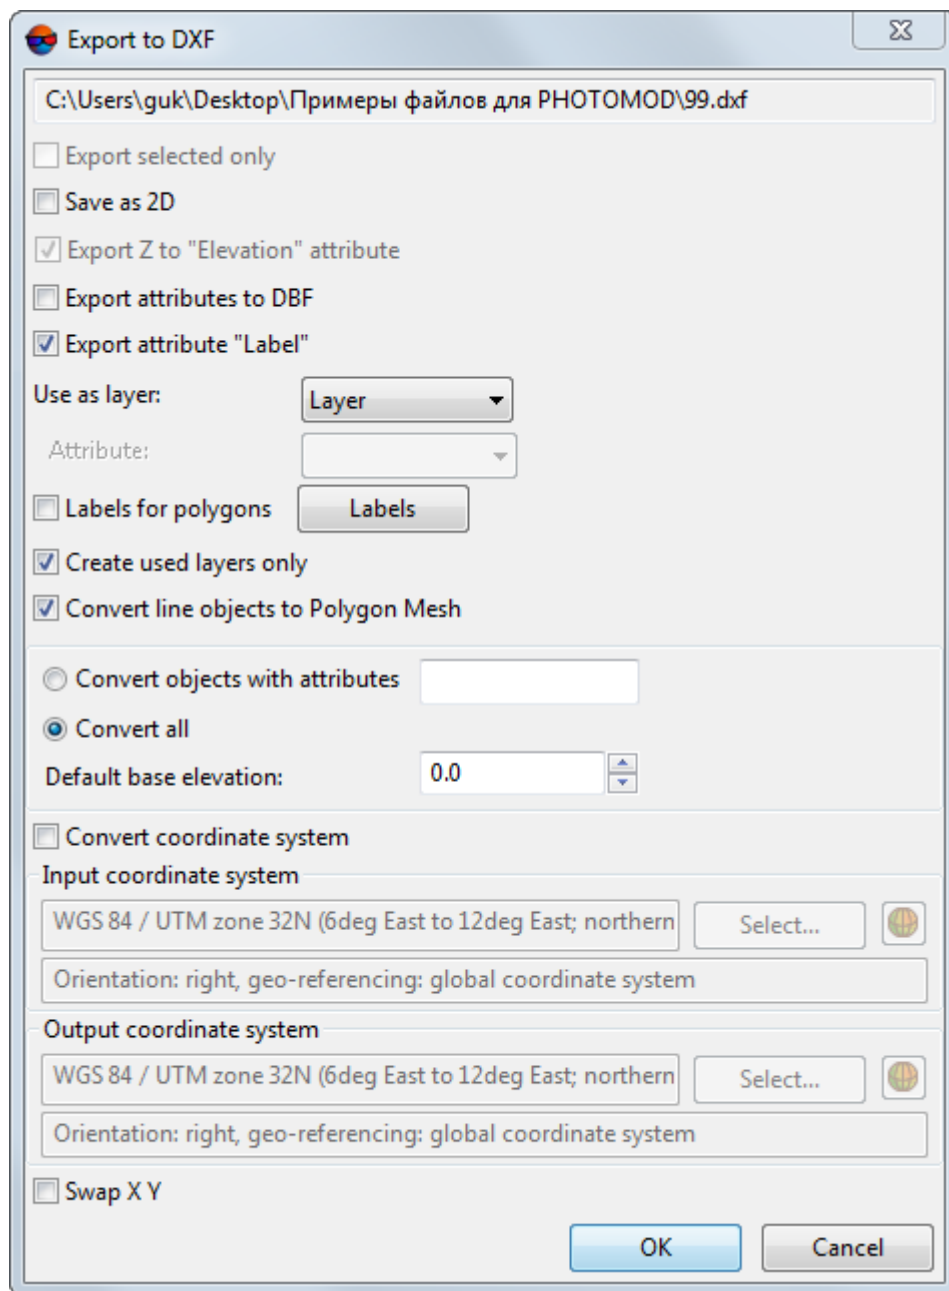 Export to DXF
C:\Users\guk\Desktop\Примеры файлов для PHOTOMOD\99.dxf
Export selected only
Save as 2D
Export Z to "Elevation" attribute
Export attributes to DBF
Export attribute "Label"
Use as layer: Layer
Attribute:
Labels for polygons Labels
Create used layers only
Convert line objects to Polygon Mesh
Convert objects with attributes
Convert all
Default base elevation: 0.0
Convert coordinate system
Input coordinate system
WGS 84 / UTM zone 32N (6deg East to 12deg East; northern Select...
Orientation: right, geo-referencing: global coordinate system
Output coordinate system
WGS 84 / UTM zone 32N (6deg East to 12deg East; northern Select...
Orientation: right, geo-referencing: global coordinate system
Swap X Y
OK Cancel